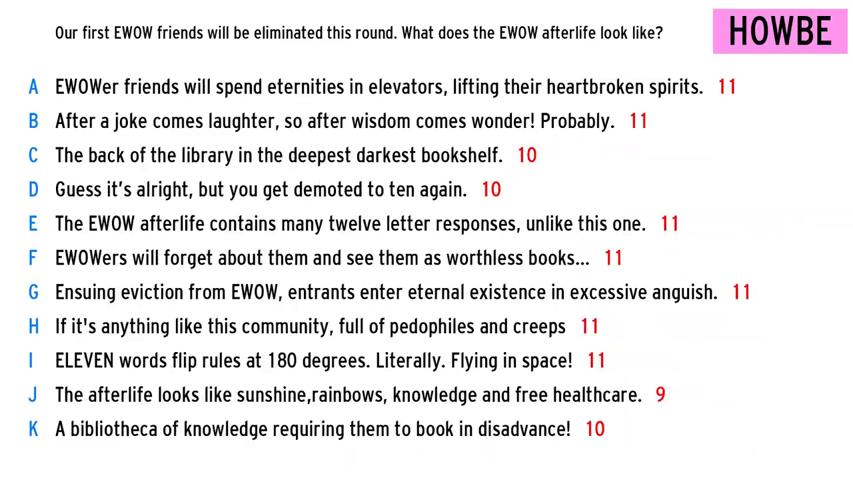 Our first EWOW friends will be eliminated this round. What does the EWOW afterlife look like?
HOWBE
A EWOWer friends will spend eternities in elevators, lifting their heartbroken spirits. 11
B After a joke comes laughter, so after wisdom comes wonder! Probably. 11
C The back of the library in the deepest darkest bookshelf. 10
D Guess it's alright, but you get demoted to ten again. 10
E The EWOW afterlife contains many twelve letter responses, unlike this one. 11
F EWOWers will forget about them and see them as worthless books... 11
G Ensuing eviction from EWOW, entrants enter eternal existence in excessive anguish. 11
H If it's anything like this community, full of pedophiles and creeps 11
I ELEVEN words flip rules at 180 degrees. Literally. Flying in space! 11
J The afterlife looks like sunshine,rainbows, knowledge and free healthcare. 9
K A bibliotheca of knowledge requiring them to book in disadvance! 10